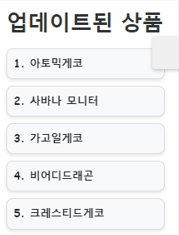 업데이트된 상품
1. 아토믹게코
2. 사바나 모니터
3. 가고일게코
4. 비어디드래곤
5. 크레스티드게코